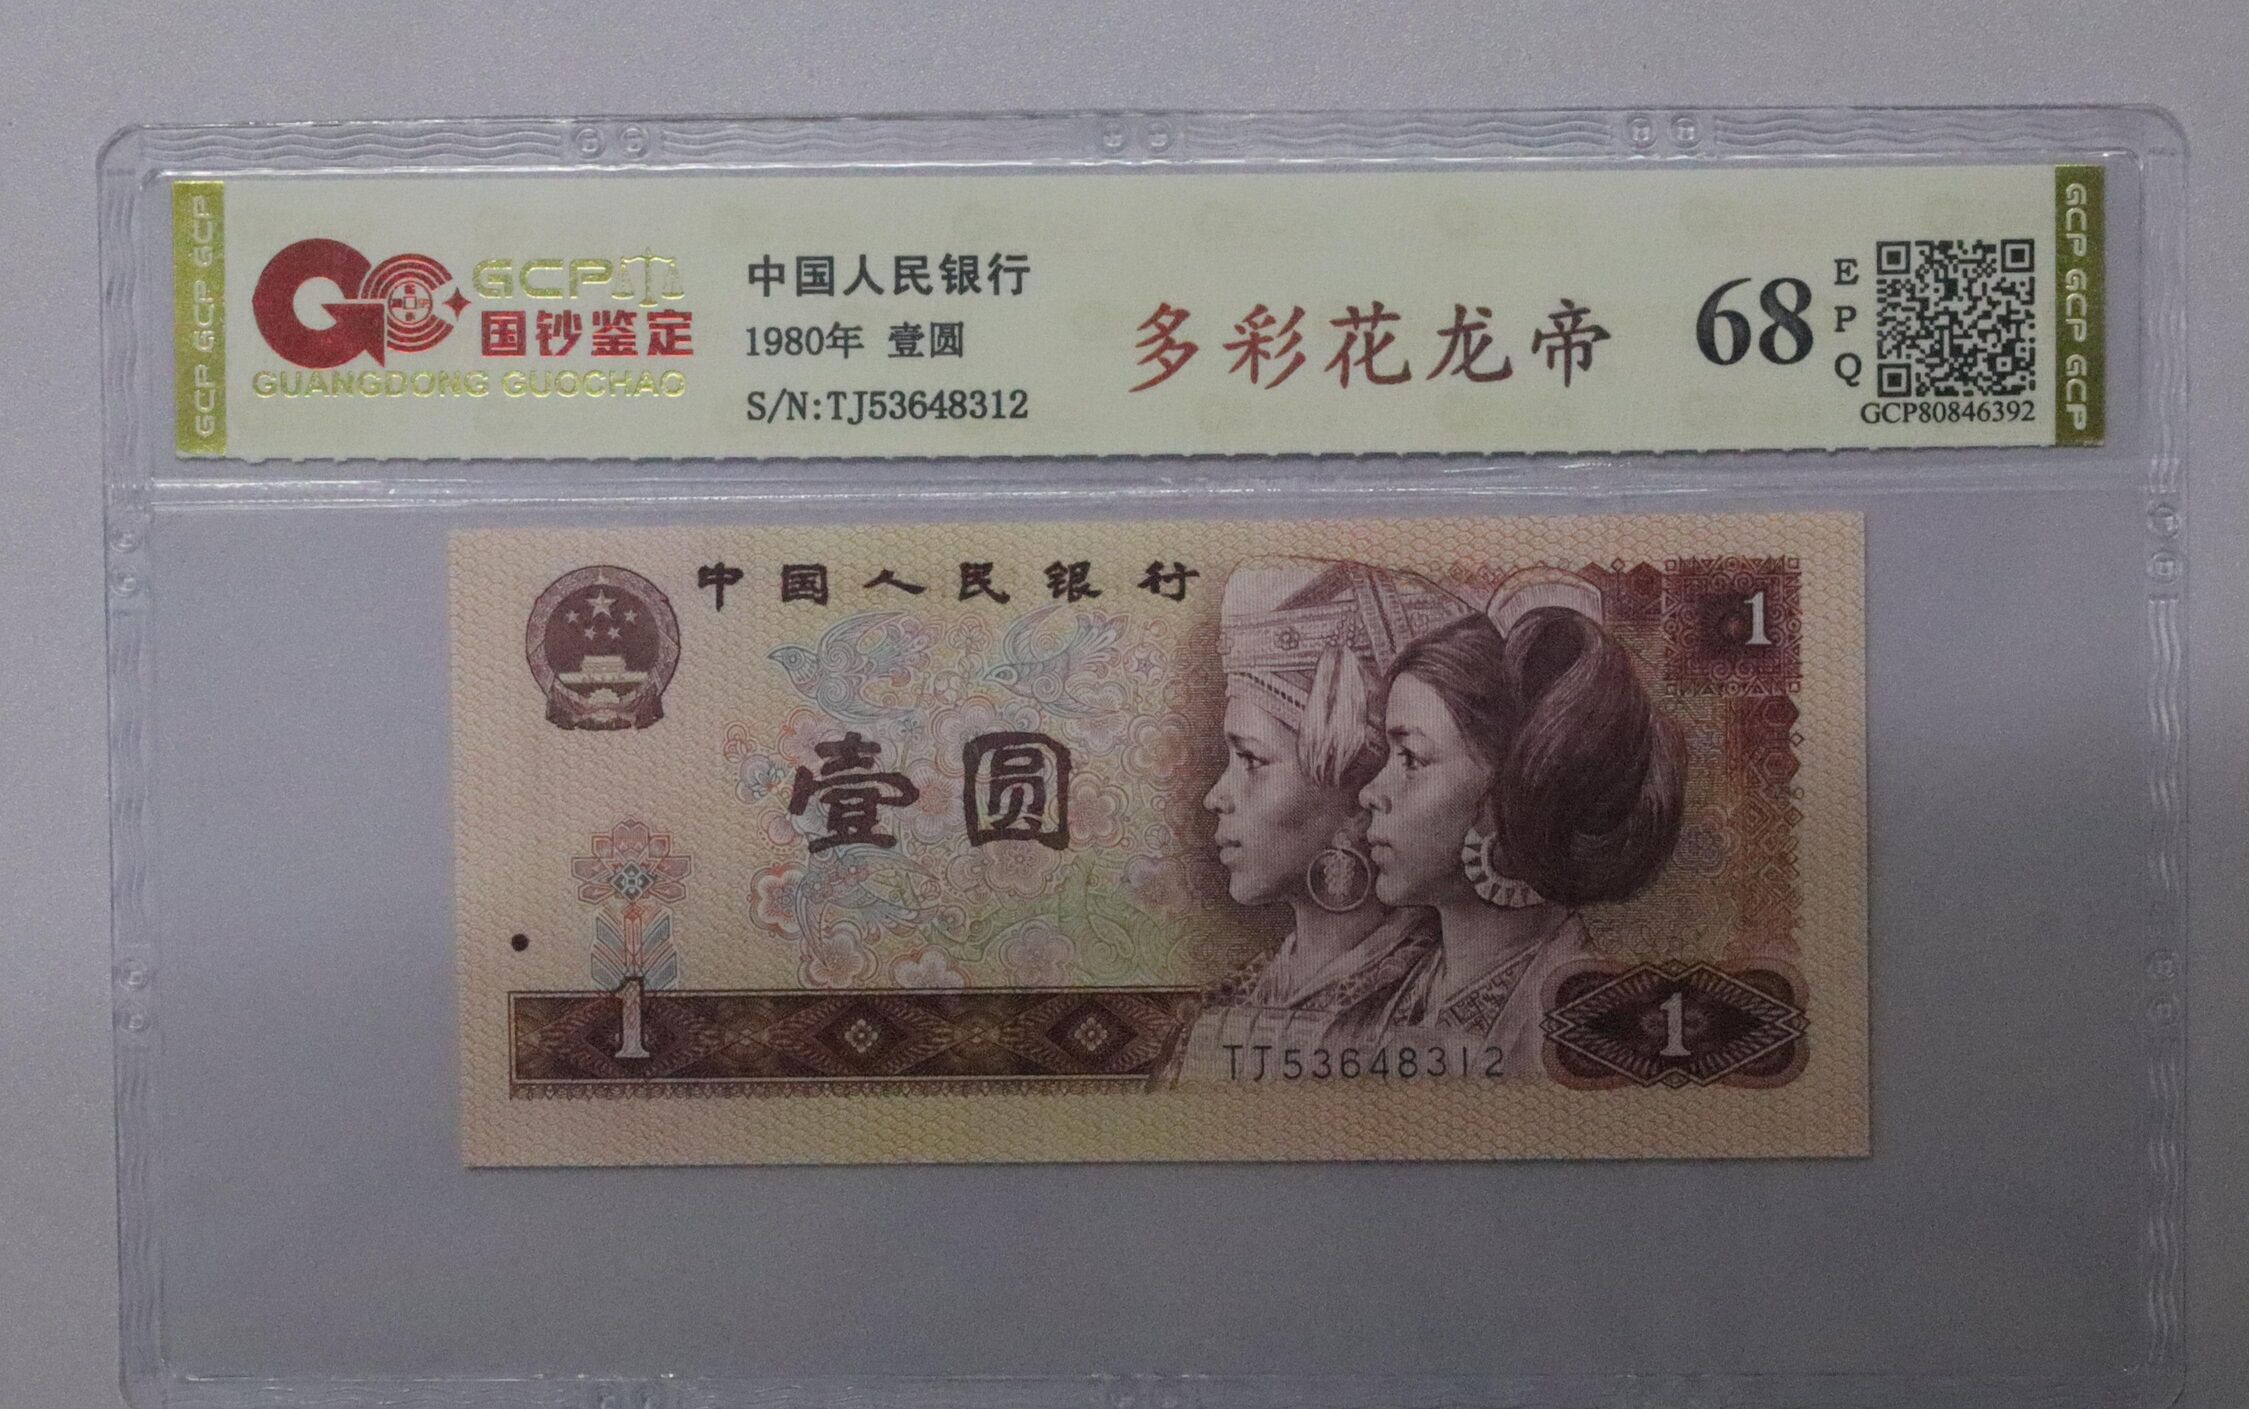 GCP GCP GCP
GCP
国钞鉴定
GUANGDONG GUOCHAO
中国人民银行
1980年 壹圆
S/N:TJ53648312
多彩花龙帝
68
E
P
Q
GCP80846392
GCP GCP GCP
中国人民银行
1
壹圆
1
TJ53648312
1